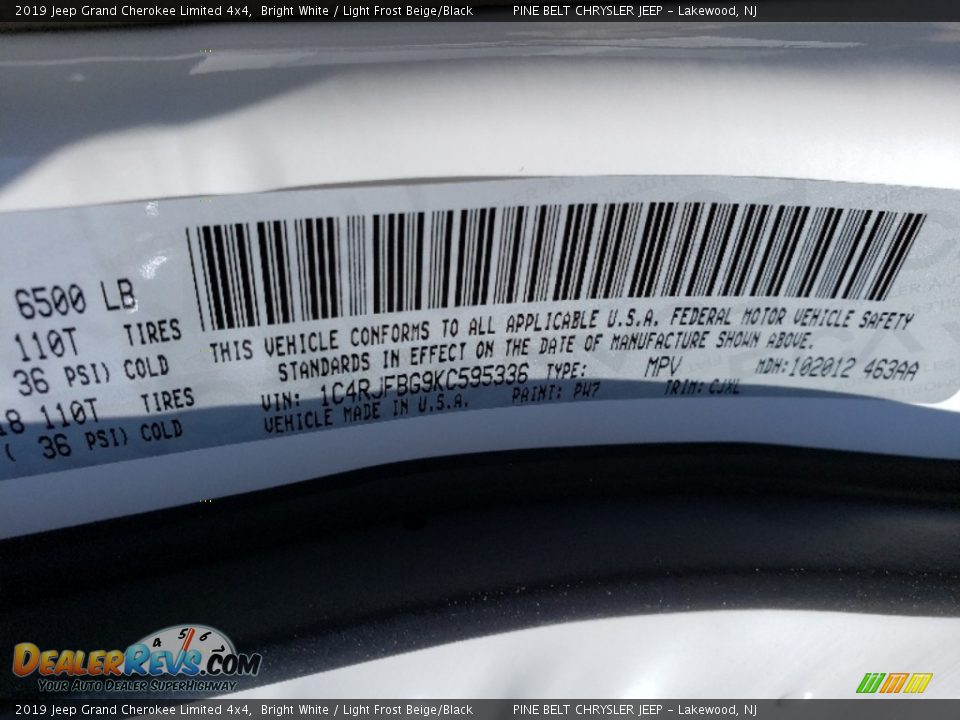 2019 Jeep Grand Cherokee Limited 4x4,  Bright White / Light Frost Beige/Black          PINE BELT CHRYSLER JEEP - Lakewood, NJ
6500 LB
110T TIRES
36 PSI) COLD
18 110T TIRES
( 36 PSI) COLD
THIS VEHICLE CONFORMS TO ALL APPLICABLE U.S.A. FEDERAL MOTOR VEHICLE SAFETY
STANDARDS IN EFFECT ON THE DATE OF MANUFACTURE SHOWN ABOVE.
VIN: 1C4RJFBG9KC595336 TYPE: MPV MDH:102012 463AA
VEHICLE MADE IN U.S.A. PAINT: PW7 TRIM: CJXL
4 5 6
DEALERREVS.COM
YOUR AUTO DEALER SUPERHIGHWAY
2019 Jeep Grand Cherokee Limited 4x4,  Bright White / Light Frost Beige/Black          PINE BELT CHRYSLER JEEP - Lakewood, NJ